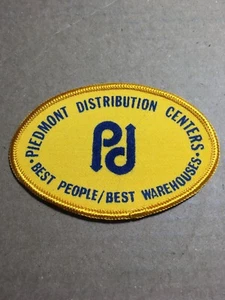 • PIEDMONT DISTRIBUTION CENTERS •
Pd
BEST PEOPLE/BEST WAREHOUSES